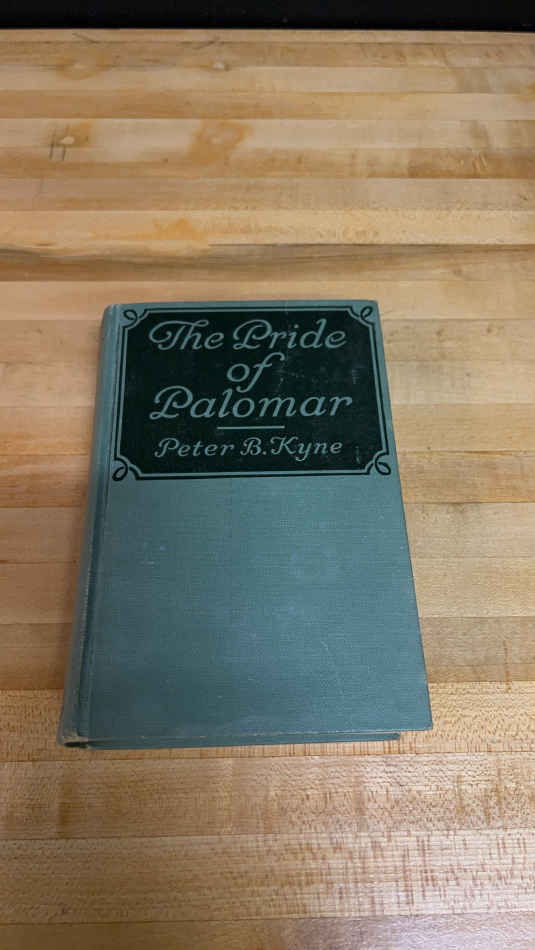 The Pride
of
Palomar
Peter B. Kyne